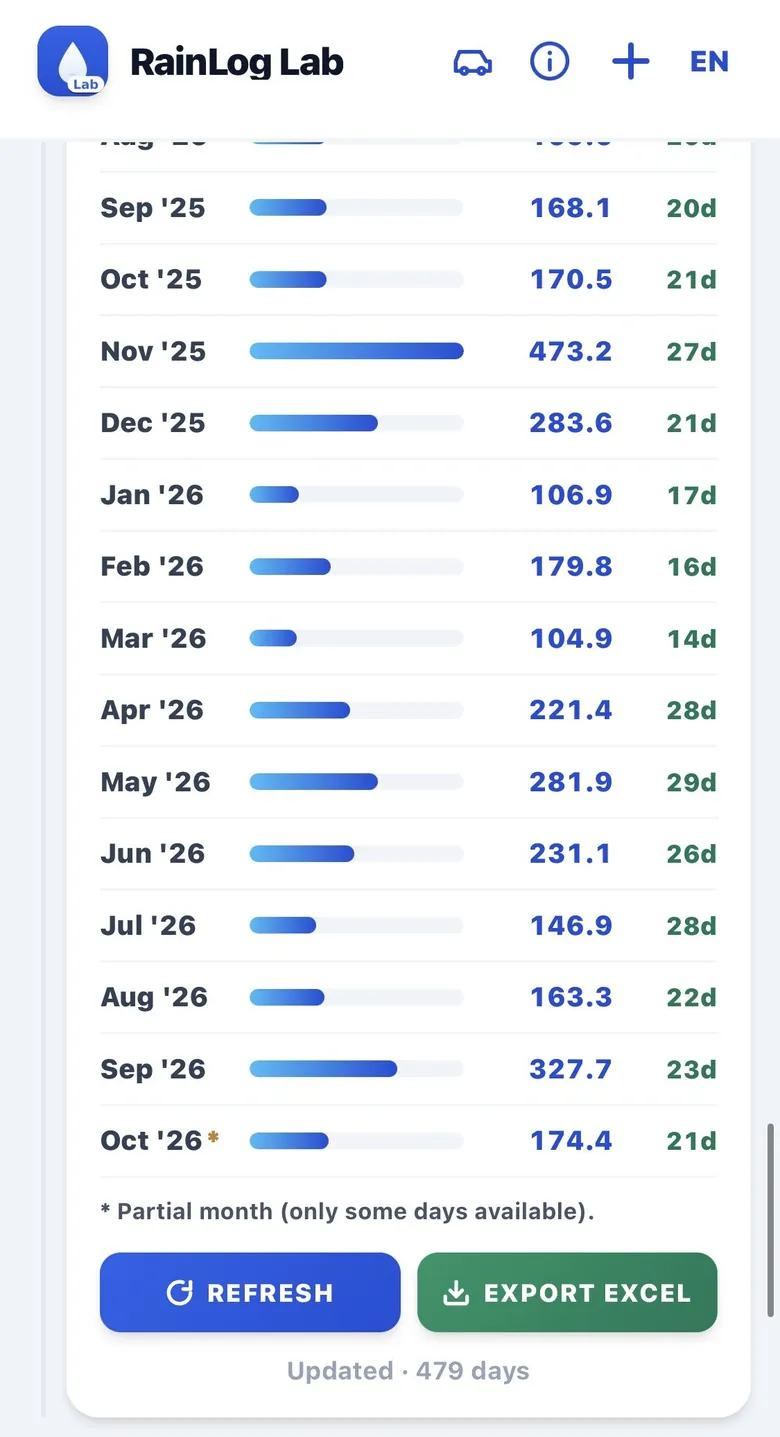 RainLog Lab EN
Lab
Sep '25 168.1 20d
Oct '25 170.5 21d
Nov '25 473.2 27d
Dec '25 283.6 21d
Jan '26 106.9 17d
Feb '26 179.8 16d
Mar '26 104.9 14d
Apr '26 221.4 28d
May '26 281.9 29d
Jun '26 231.1 26d
Jul '26 146.9 28d
Aug '26 163.3 22d
Sep '26 327.7 23d
Oct '26* 174.4 21d
* Partial month (only some days available).
REFRESH EXPORT EXCEL
Updated · 479 days